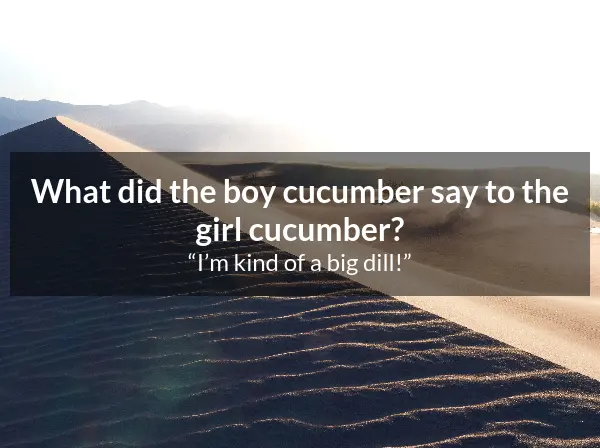 What did the boy cucumber say to the
girl cucumber?
“I’m kind of a big dill!”